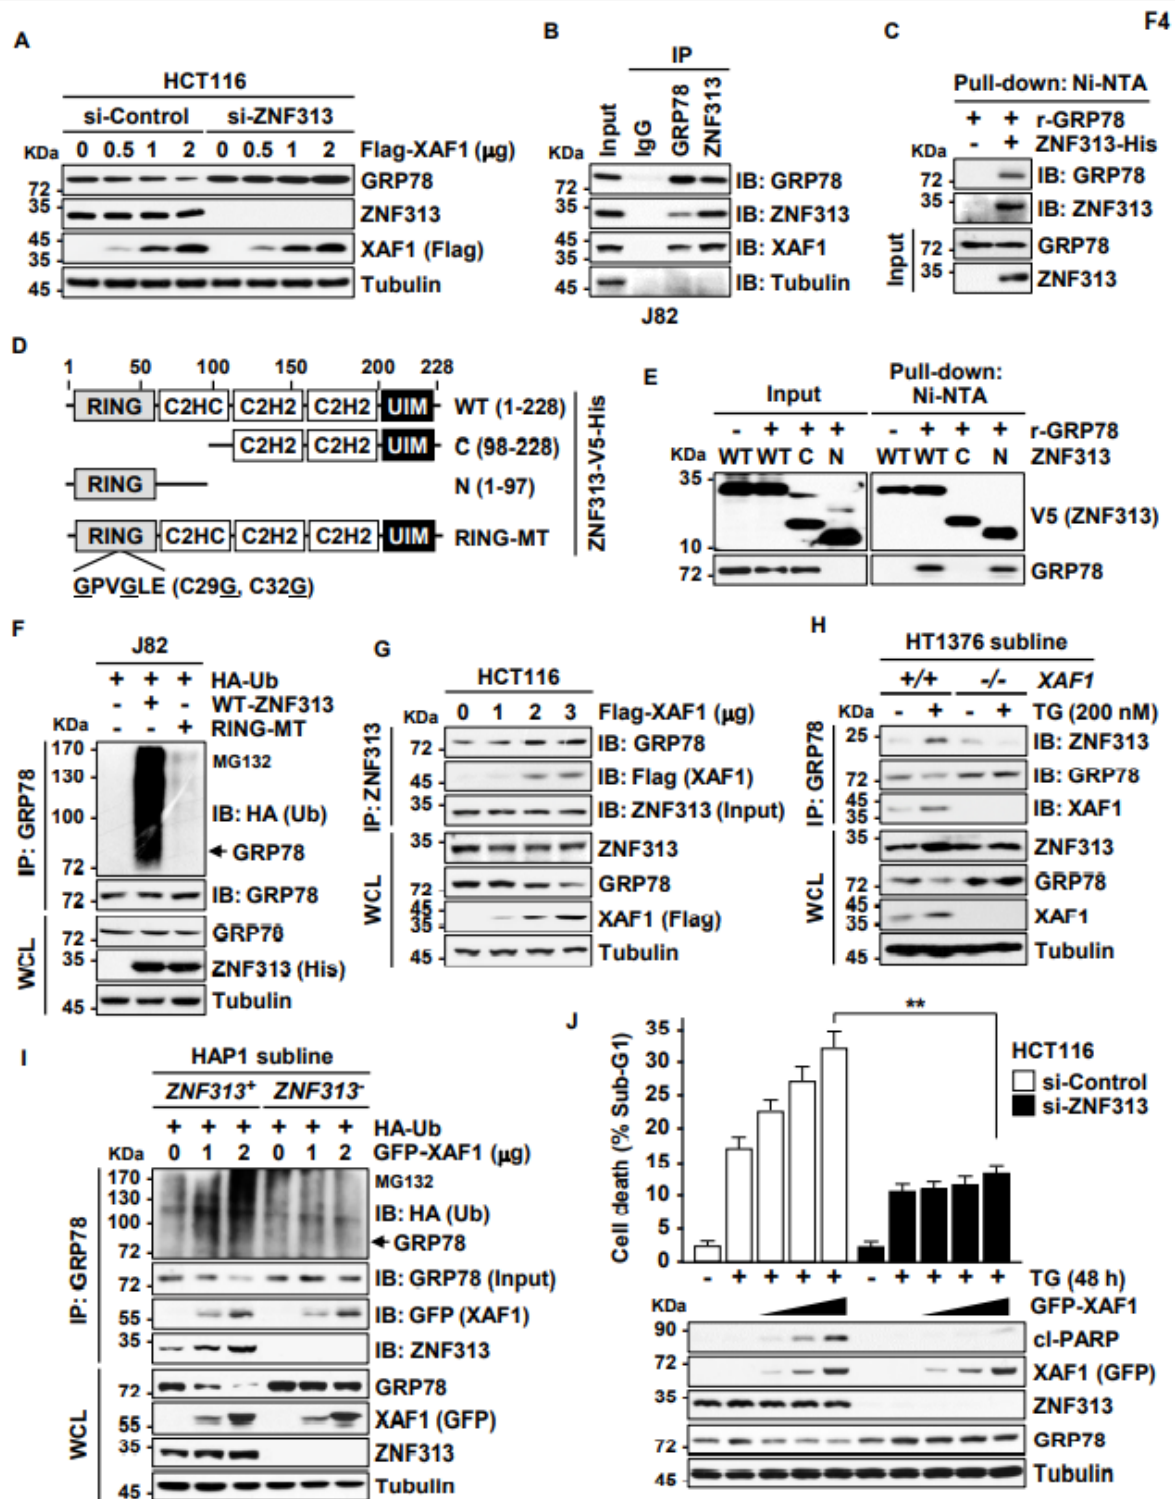 F4
A
HCT116
si-Control si-ZNF313
KDa 0 0.5 1 2 0 0.5 1 2 Flag-XAF1 (μg)
72 GRP78
35 ZNF313
45 35 XAF1 (Flag)
45 Tubulin
B
IP
Input IgG GRP78 ZNF313
KDa
72 IB: GRP78
35 IB: ZNF313
45 35 IB: XAF1
45 IB: Tubulin
J82
C
Pull-down: Ni-NTA
+ + r-GRP78
- + ZNF313-His
KDa
72 IB: GRP78
35 IB: ZNF313
Input
72 GRP78
35 ZNF313
D
1 50 100 150 200 228
RING C2HC C2H2 C2H2 UIM WT (1-228)
C2H2 C2H2 UIM C (98-228)
RING N (1-97)
RING C2HC C2H2 C2H2 UIM RING-MT
GPVGLE (C29G, C32G)
ZNF313-V5-His
E
Input Pull-down: Ni-NTA
- + + + - + + + r-GRP78
KDa WT WT C N WT WT C N ZNF313
35 10 V5 (ZNF313)
72 GRP78
F
J82
+ + + HA-Ub
- + - WT-ZNF313
- - + RING-MT
KDa
IP: GRP78
170 MG132
130
100 IB: HA (Ub)
GRP78
72
72 IB: GRP78
WCL
72 GRP78
35 ZNF313 (His)
45 Tubulin
G
HCT116
KDa 0 1 2 3 Flag-XAF1 (μg)
IP: ZNF313
72 IB: GRP78
45 IB: Flag (XAF1)
35 IB: ZNF313 (Input)
WCL
35 ZNF313
72 GRP78
45 35 XAF1 (Flag)
45 Tubulin
H
HT1376 subline
+/+ -/- XAF1
KDa - + - + TG (200 nM)
IP: GRP78
25 IB: ZNF313
72 IB: GRP78
45 35 IB: XAF1
WCL
35 ZNF313
72 GRP78
45 35 XAF1
45 Tubulin
I
HAP1 subline
ZNF313+ ZNF313-
+ + + + + + HA-Ub
KDa 0 1 2 0 1 2 GFP-XAF1 (μg)
IP: GRP78
170 MG132
130 IB: HA (Ub)
100
GRP78
72
72 IB: GRP78 (Input)
55 IB: GFP (XAF1)
35 IB: ZNF313
WCL
72 GRP78
55 XAF1 (GFP)
35 ZNF313
45 Tubulin
J
**
Cell death (% Sub-G1)
35
30
25
20
15
10
5
0
HCT116
si-Control
si-ZNF313
- + + + + - + + + + TG (48 h)
KDa GFP-XAF1
90 cl-PARP
72 XAF1 (GFP)
35 ZNF313
72 GRP78
45 Tubulin